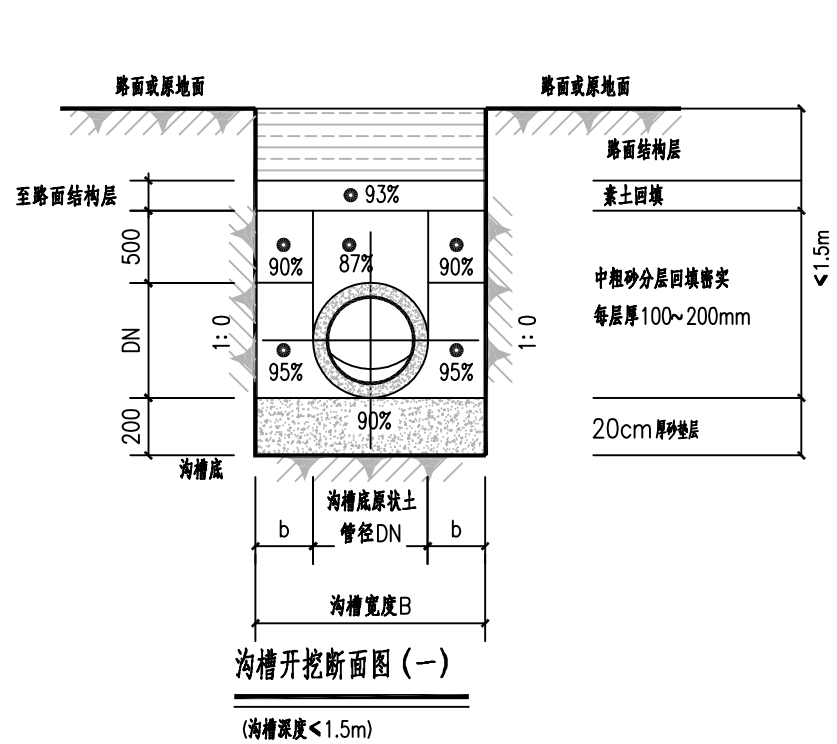 路面或原地面
路面或原地面
路面结构层
至路面结构层
93%
素土回填
500
90%
87%
90%
<1.5m
中粗砂分层回填密实
每层厚100~200mm
DN
1:0
1:0
95%
95%
200
90%
20cm厚砂垫层
沟槽底
沟槽底原状土
b
管径DN
b
沟槽宽度B
沟槽开挖断面图(一)
(沟槽深度<1.5m)